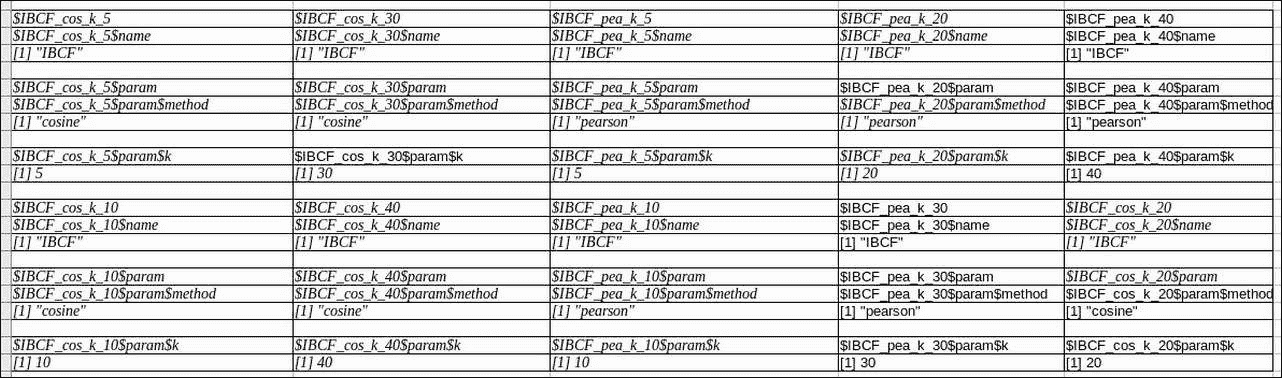 $IBCF_cos_k_5 $IBCF_cos_k_30 $IBCF_pea_k_5 $IBCF_pea_k_20 $IBCF_pea_k_40
$IBCF_cos_k_5$name $IBCF_cos_k_30$name $IBCF_pea_k_5$name $IBCF_pea_k_20$name $IBCF_pea_k_40$name
[1] "IBCF" [1] "IBCF" [1] "IBCF" [1] "IBCF" [1] "IBCF"
$IBCF_cos_k_5$param $IBCF_cos_k_30$param $IBCF_pea_k_5$param $IBCF_pea_k_20$param $IBCF_pea_k_40$param
$IBCF_cos_k_5$param$method $IBCF_cos_k_30$param$method $IBCF_pea_k_5$param$method $IBCF_pea_k_20$param$method $IBCF_pea_k_40$param$method
[1] "cosine" [1] "cosine" [1] "pearson" [1] "pearson" [1] "pearson"
$IBCF_cos_k_5$param$k $IBCF_cos_k_30$param$k $IBCF_pea_k_5$param$k $IBCF_pea_k_20$param$k $IBCF_pea_k_40$param$k
[1] 5 [1] 30 [1] 5 [1] 20 [1] 40
$IBCF_cos_k_10 $IBCF_cos_k_40 $IBCF_pea_k_10 $IBCF_pea_k_30 $IBCF_cos_k_20
$IBCF_cos_k_10$name $IBCF_cos_k_40$name $IBCF_pea_k_10$name $IBCF_pea_k_30$name $IBCF_cos_k_20$name
[1] "IBCF" [1] "IBCF" [1] "IBCF" [1] "IBCF" [1] "IBCF"
$IBCF_cos_k_10$param $IBCF_cos_k_40$param $IBCF_pea_k_10$param $IBCF_pea_k_30$param $IBCF_cos_k_20$param
$IBCF_cos_k_10$param$method $IBCF_cos_k_40$param$method $IBCF_pea_k_10$param$method $IBCF_pea_k_30$param$method $IBCF_cos_k_20$param$method
[1] "cosine" [1] "cosine" [1] "pearson" [1] "pearson" [1] "cosine"
$IBCF_cos_k_10$param$k $IBCF_cos_k_40$param$k $IBCF_pea_k_10$param$k $IBCF_pea_k_30$param$k $IBCF_cos_k_20$param$k
[1] 10 [1] 40 [1] 10 [1] 30 [1] 20